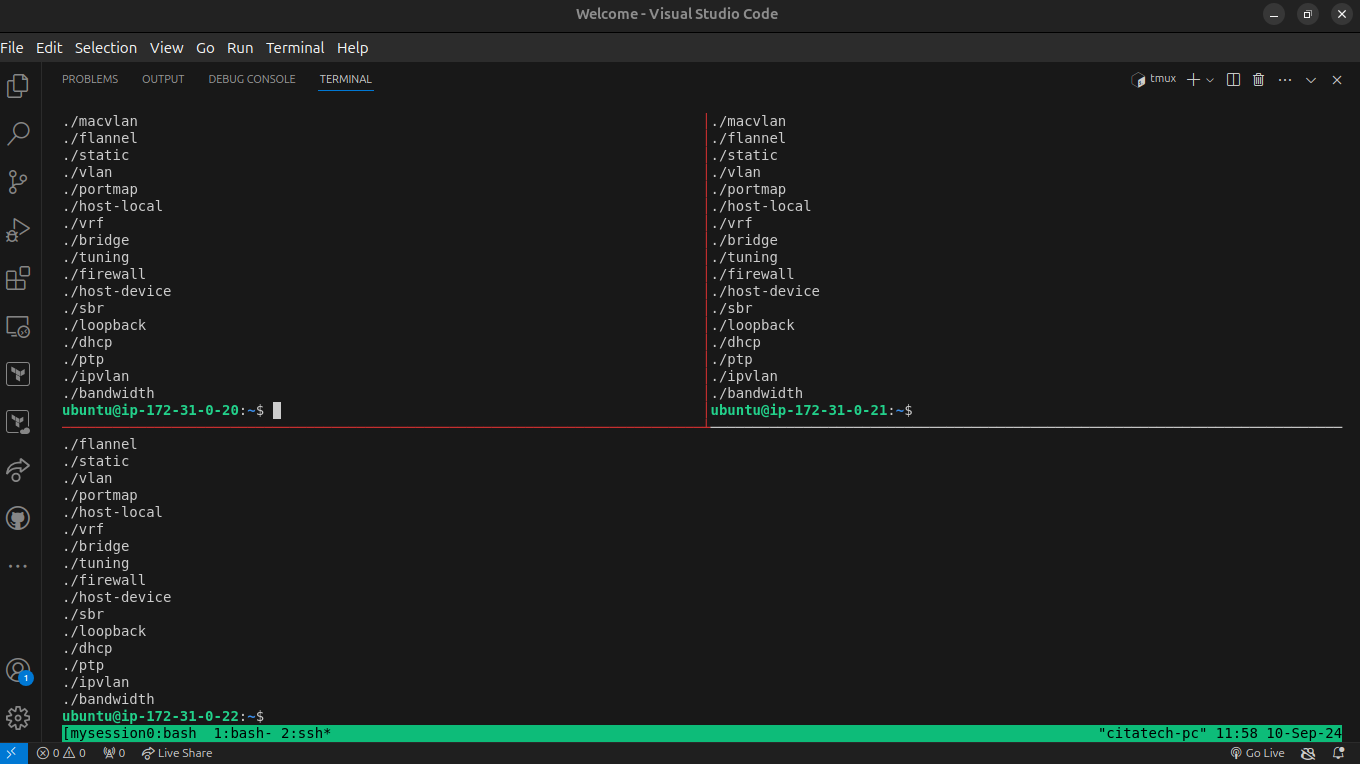 Welcome - Visual Studio Code
File Edit Selection View Go Run Terminal Help
PROBLEMS OUTPUT DEBUG CONSOLE TERMINAL
tmux
./macvlan
./flannel
./static
./vlan
./portmap
./host-local
./vrf
./bridge
./tuning
./firewall
./host-device
./sbr
./loopback
./dhcp
./ptp
./ipvlan
./bandwidth
ubuntu@ip-172-31-0-20:~$
./macvlan
./flannel
./static
./vlan
./portmap
./host-local
./vrf
./bridge
./tuning
./firewall
./host-device
./sbr
./loopback
./dhcp
./ptp
./ipvlan
./bandwidth
ubuntu@ip-172-31-0-21:~$
./flannel
./static
./vlan
./portmap
./host-local
./vrf
./bridge
./tuning
./firewall
./host-device
./sbr
./loopback
./dhcp
./ptp
./ipvlan
./bandwidth
ubuntu@ip-172-31-0-22:~$
[mysession0:bash  1:bash- 2:ssh* "citatech-pc" 11:58 10-Sep-24
1
0 0 0 Live Share Go Live